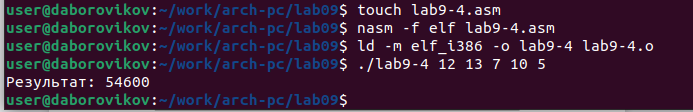 user@daborovikov:~/work/arch-pc/lab09$ touch lab9-4.asm
user@daborovikov:~/work/arch-pc/lab09$ nasm -f elf lab9-4.asm
user@daborovikov:~/work/arch-pc/lab09$ ld -m elf_i386 -o lab9-4 lab9-4.o
user@daborovikov:~/work/arch-pc/lab09$ ./lab9-4 12 13 7 10 5
Результат: 54600
user@daborovikov:~/work/arch-pc/lab09$